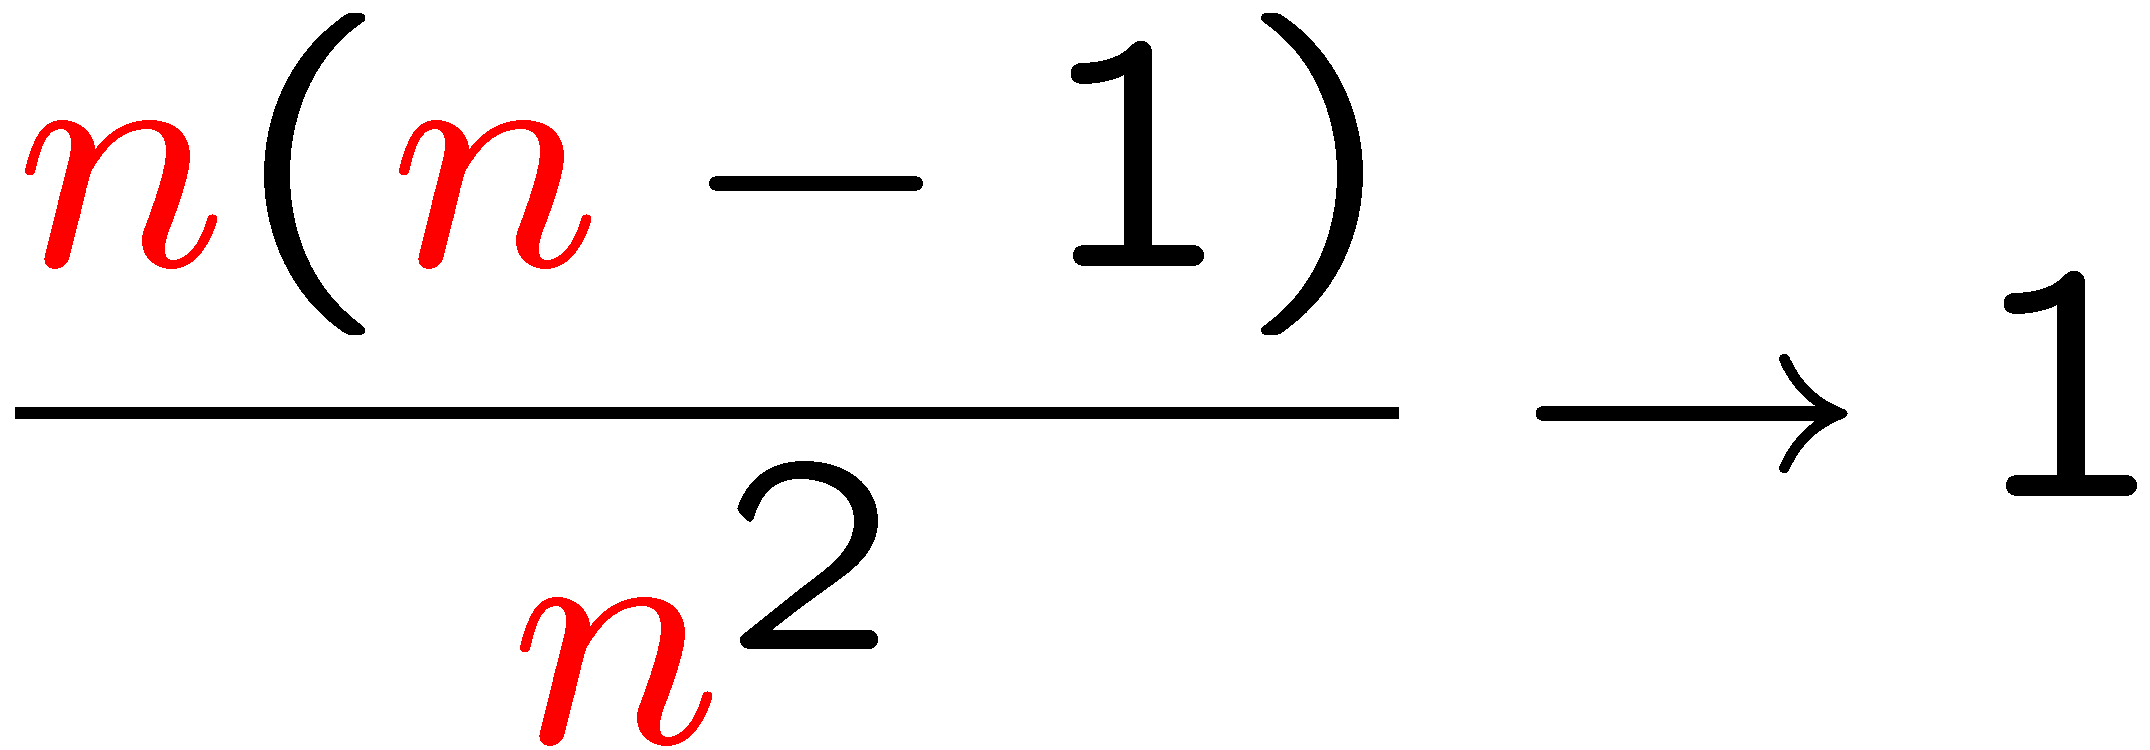 n(n − 1)
n² → 1